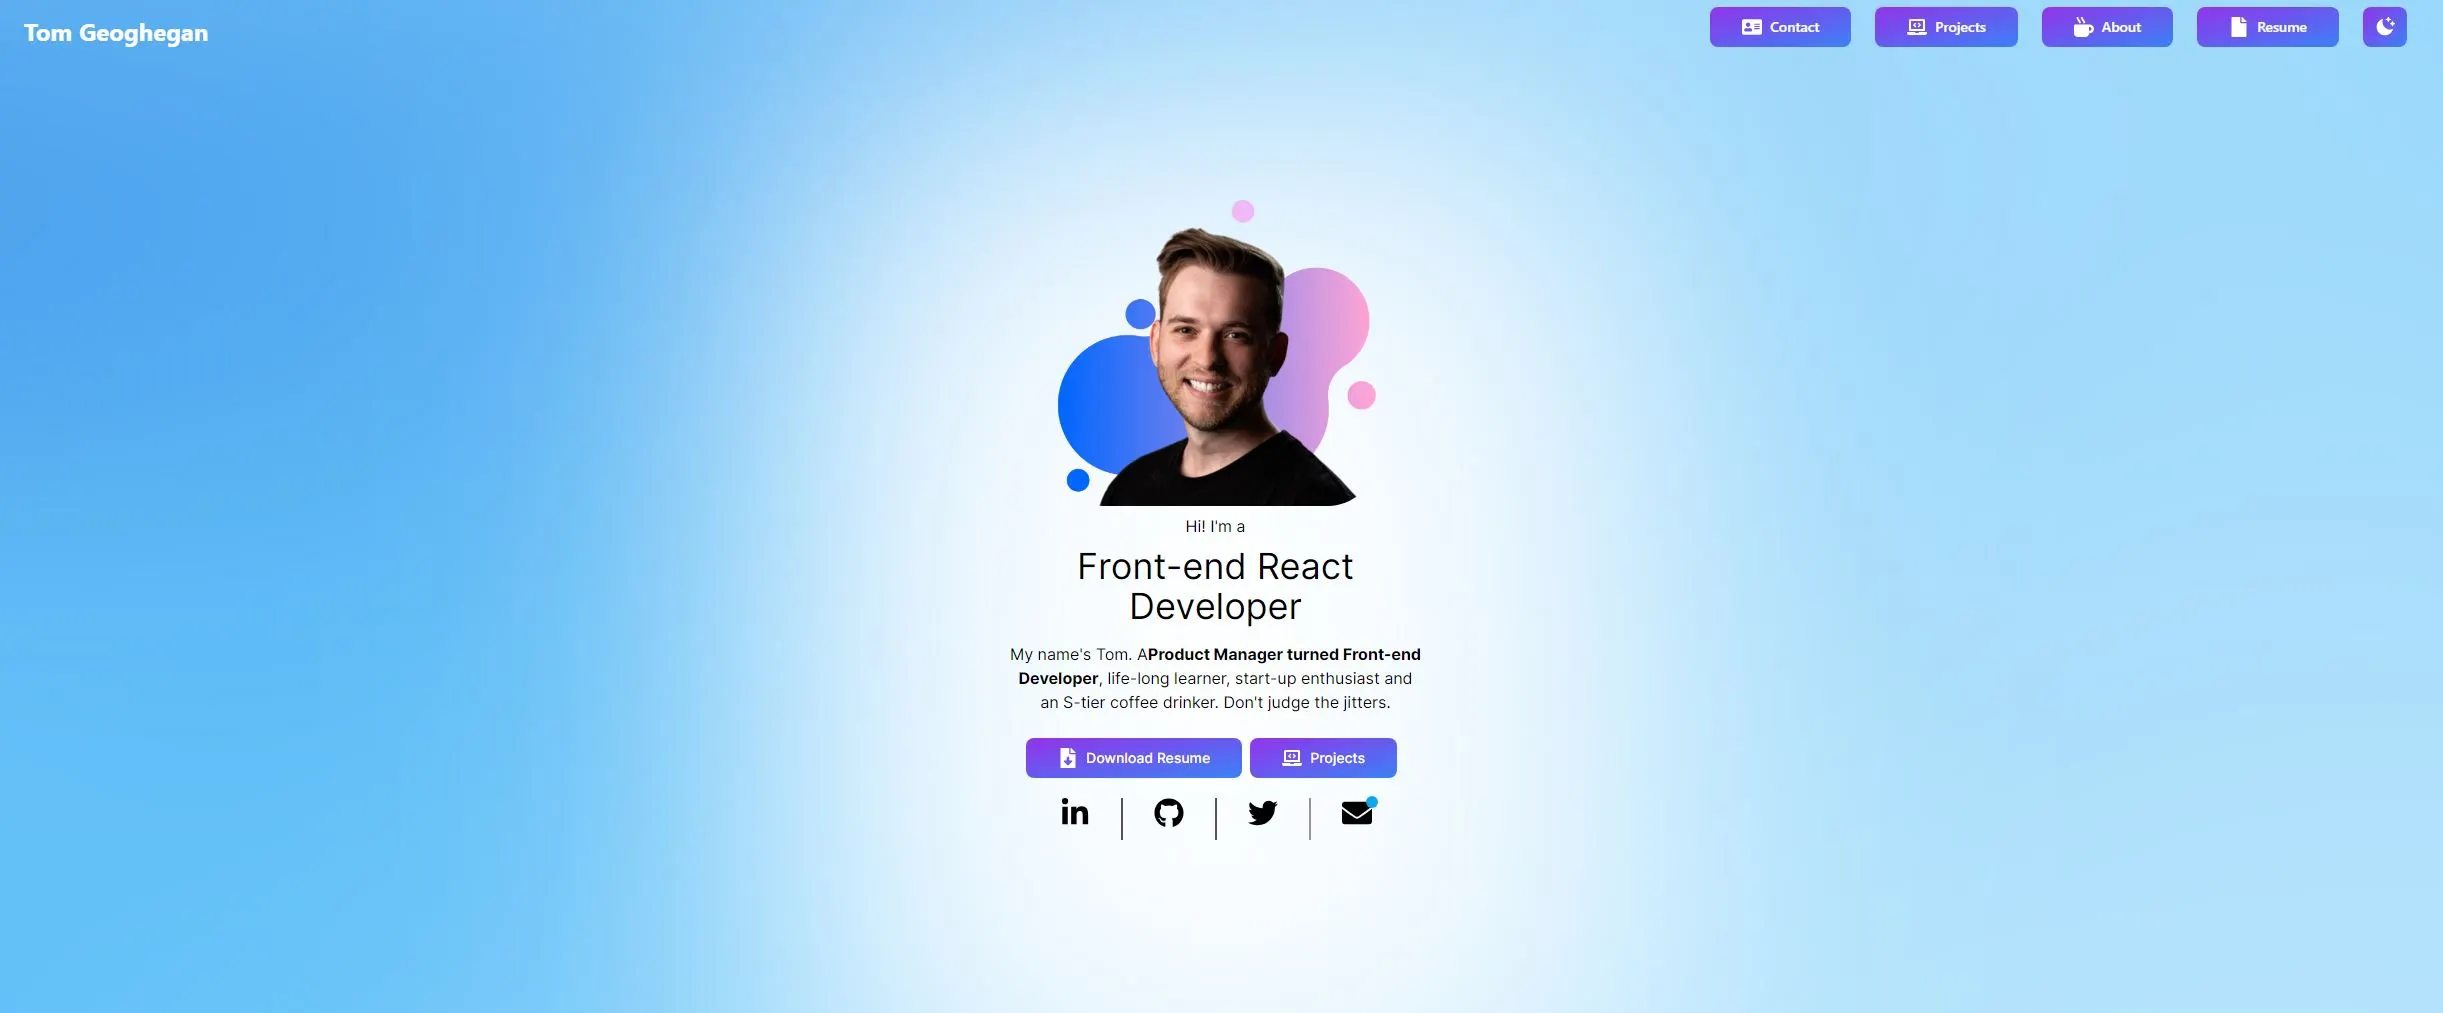 Tom Geoghegan
Contact
Projects
About
Resume
Hi! I'm a
Front-end React
Developer
My name's Tom. AProduct Manager turned Front-end
Developer, life-long learner, start-up enthusiast and
an S-tier coffee drinker. Don't judge the jitters.
Download Resume
Projects
in